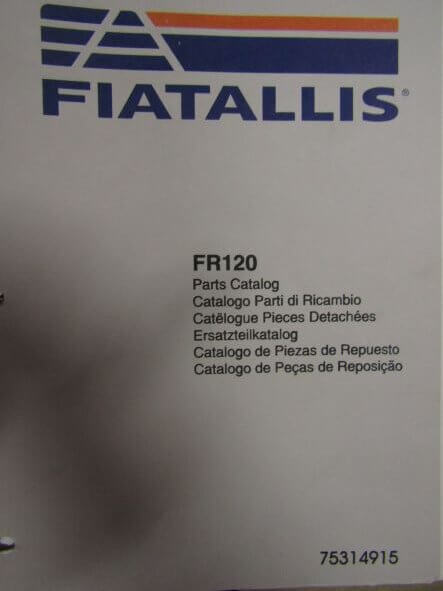 FIATALLIS®
FR120
Parts Catalog
Catalogo Parti di Ricambio
Catëlogue Pieces Detachées
Ersatzteilkatalog
Catalogo de Piezas de Repuesto
Catalogo de Peças de Reposição
75314915